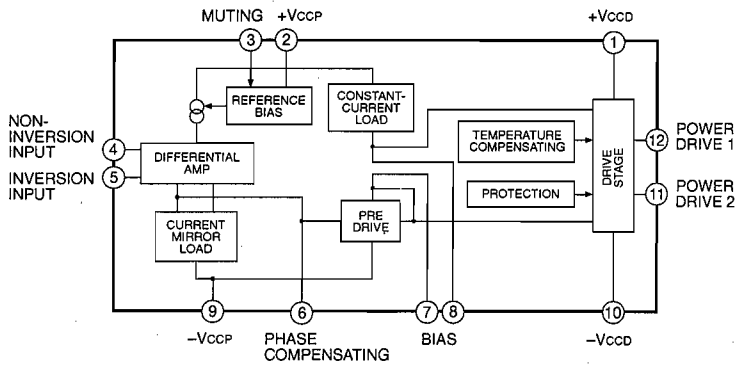 MUTING
+VCCP
+VCCD
3
2
1
REFERENCE
BIAS
CONSTANT-
CURRENT
LOAD
NON-
INVERSION
INPUT
4
DIFFERENTIAL
AMP
TEMPERATURE
COMPENSATING
DRIVE
STAGE
12
POWER
DRIVE 1
INVERSION
INPUT
5
PROTECTION
11
POWER
DRIVE 2
CURRENT
MIRROR
LOAD
PRE
DRIVE
9
6
7
8
10
–VCCP
PHASE
COMPENSATING
BIAS
–VCCD